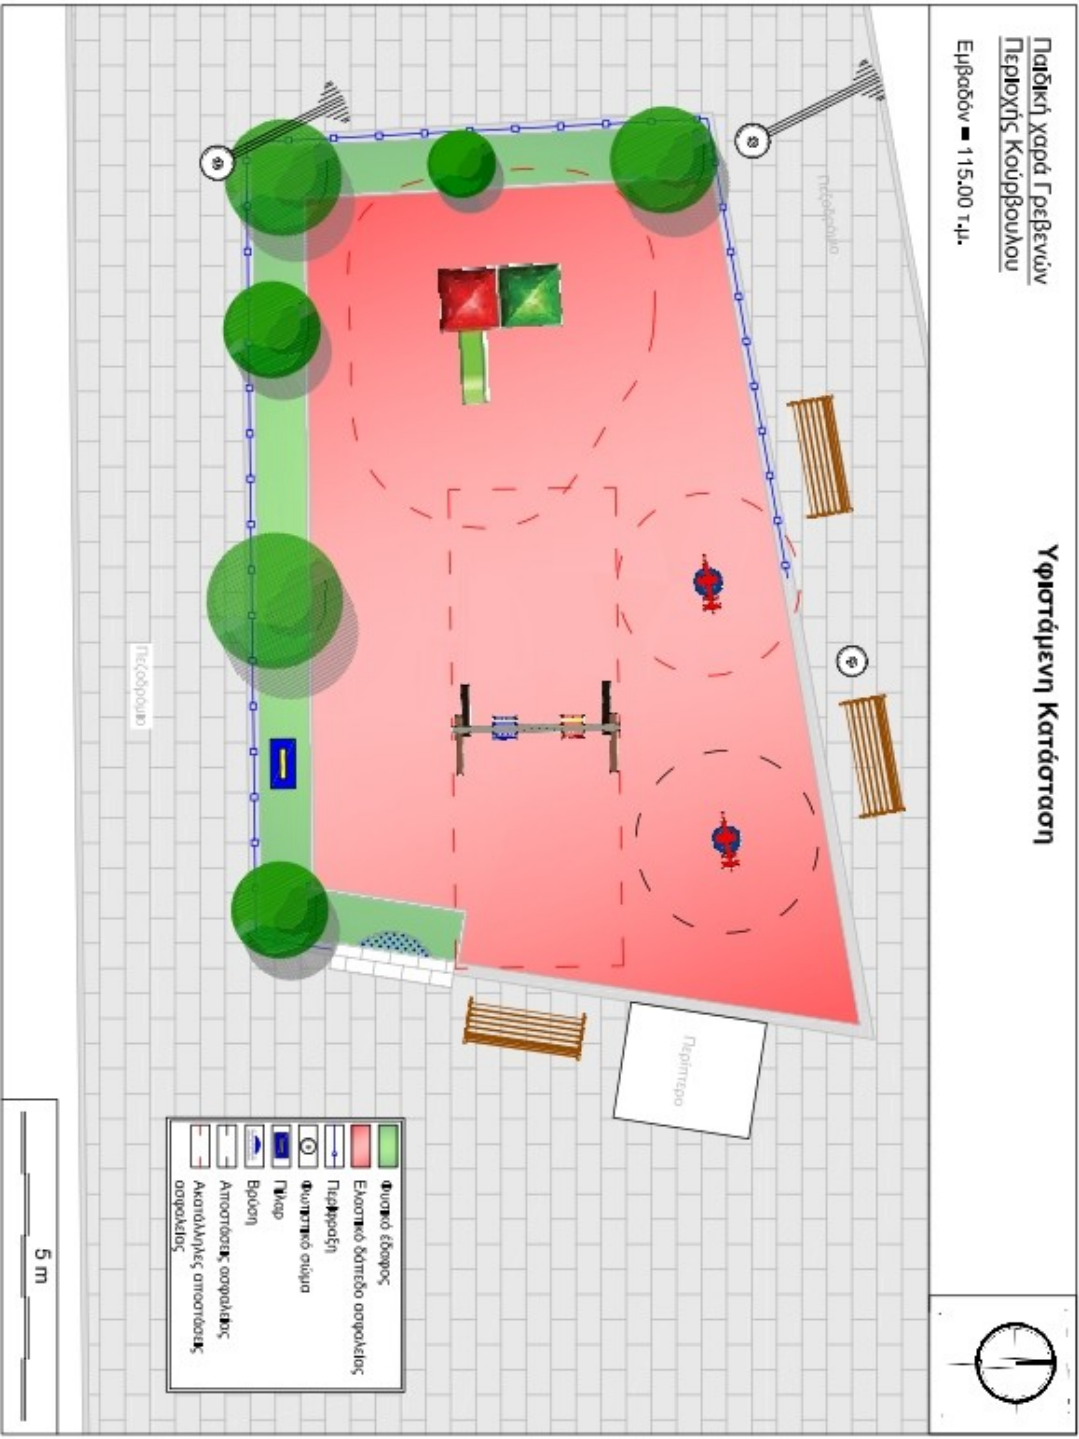 Παιδική χαρά Γρεβενών
Περιοχής Κούρβουλου
Εμβαδόν = 115.00 τ.μ.
Υφιστάμενη Κατάσταση
Πεζοδρόμιο
Πεζοδρόμιο
Περίπτερο
Φυσικό έδαφος
Ελαστικό δάπεδο ασφαλείας
Περίφραξη
Φωτιστικό σώμα
Πίλαρ
Βρύση
Αποστάσεις ασφαλείας
Ακατάλληλες αποστάσεις
ασφαλείας
5 m